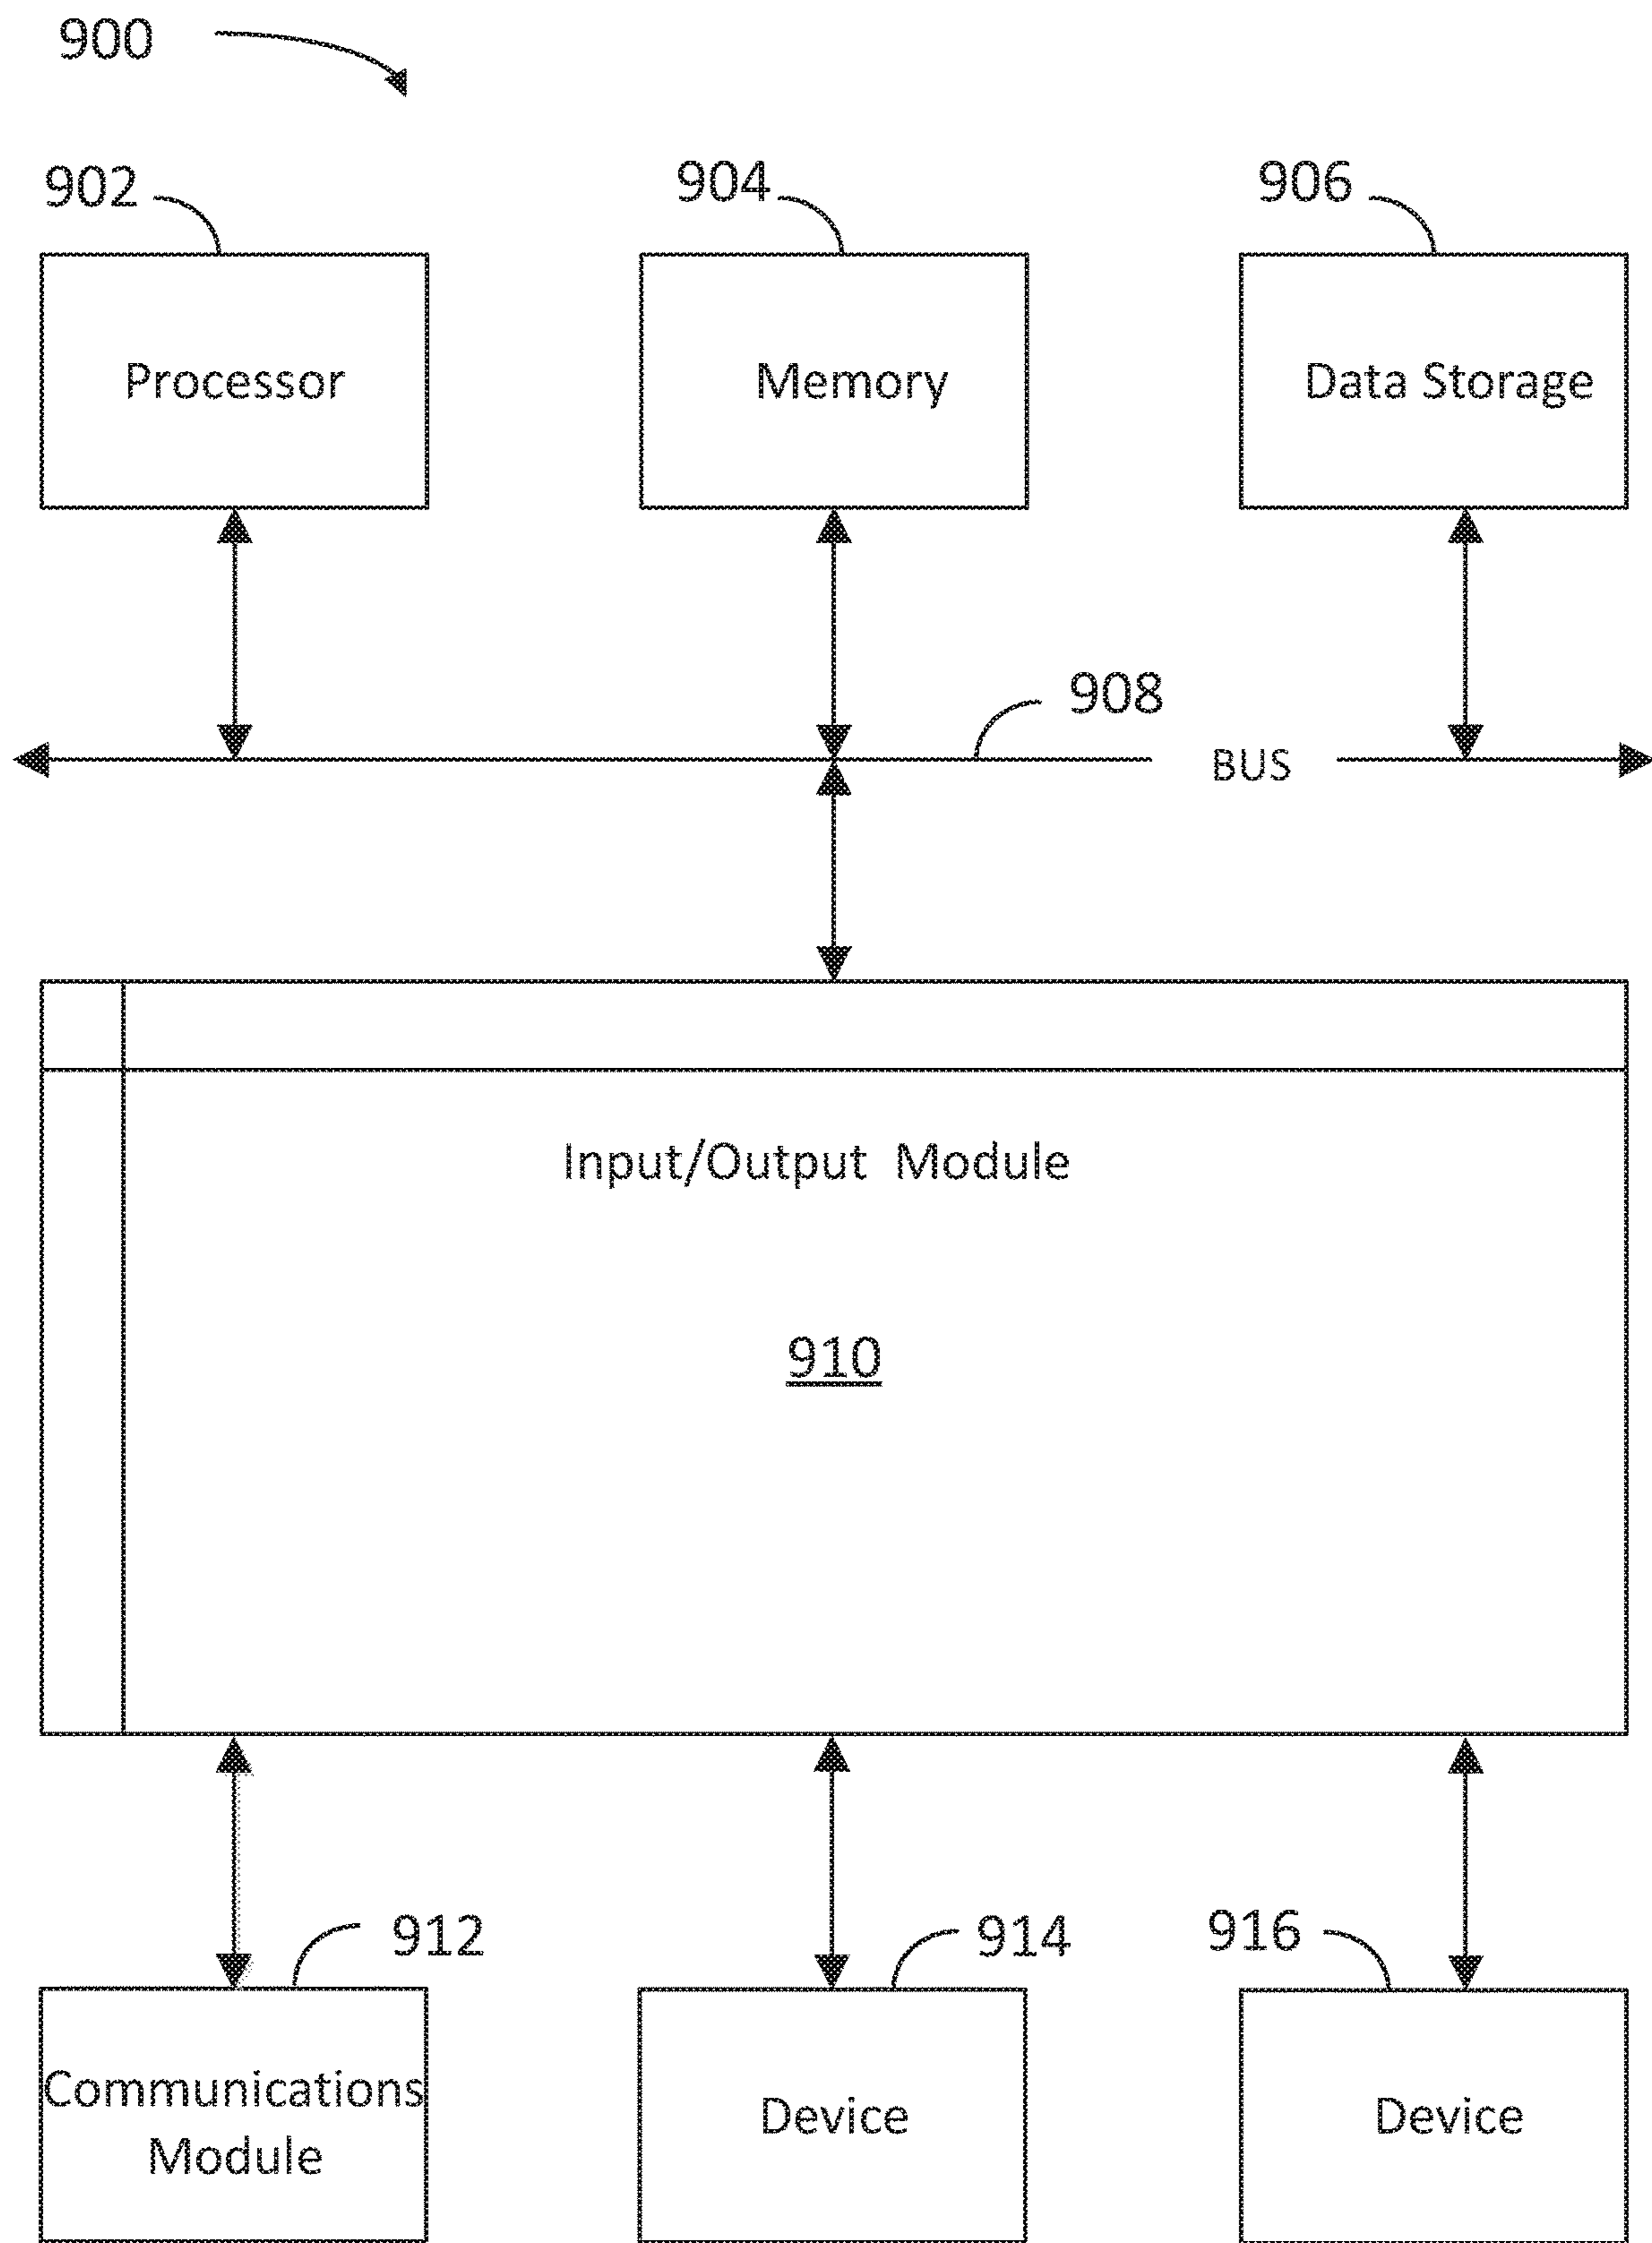 900
902
904
906
Processor
Memory
Data Storage
908
BUS
Input/Output Module
910
912
914
916
Communications
Module
Device
Device